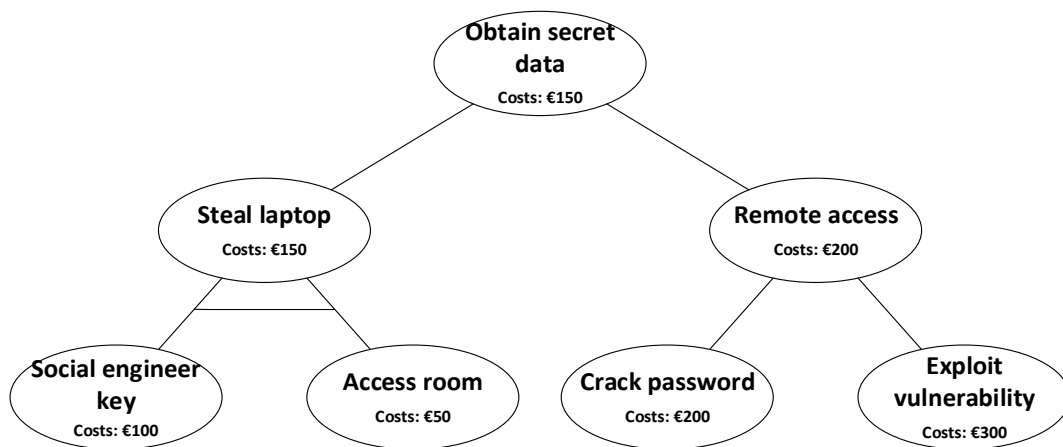 Obtain secret
data
Costs: €150
Steal laptop
Costs: €150
Remote access
Costs: €200
Social engineer
key
Costs: €100
Access room
Costs: €50
Crack password
Costs: €200
Exploit
vulnerability
Costs: €300